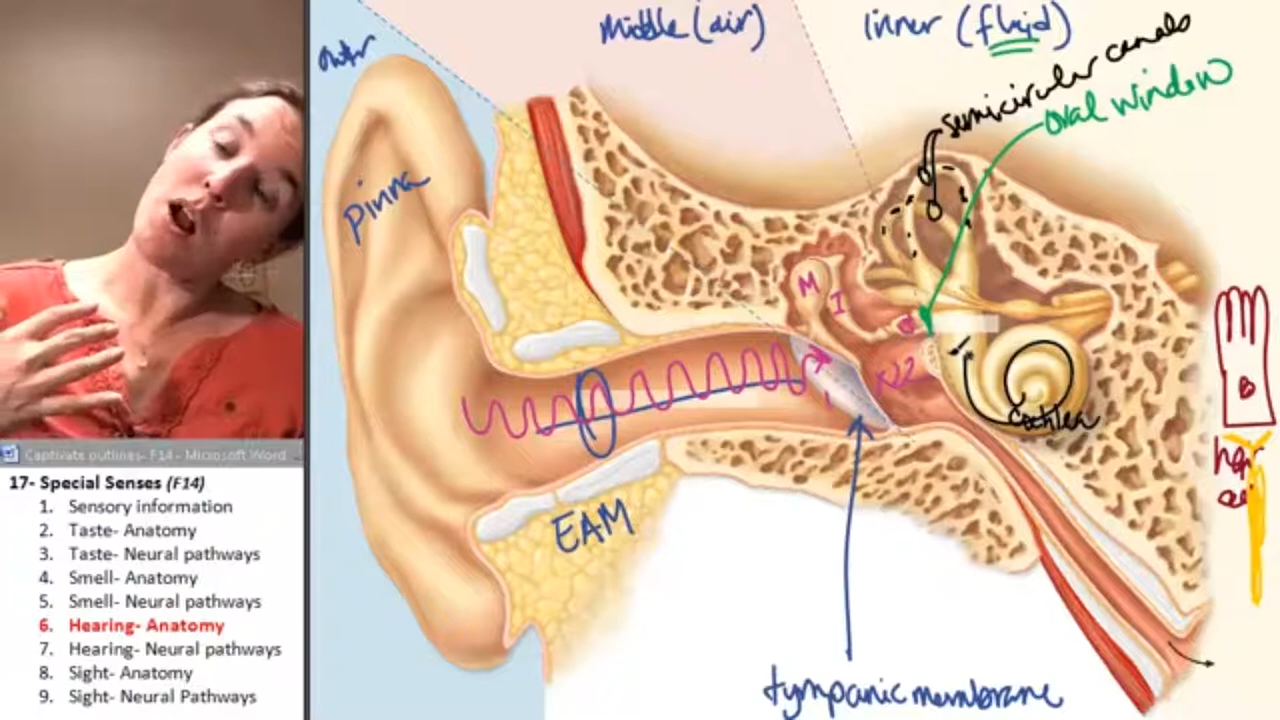 outer
middle (air)
inner (fluid)
semicirular canals
oval window
pinna
M
I
S
cochlea
EAM
tympanic membrane
hair
Captivate outlines- F14 - Microsoft Word
17- Special Senses (F14)
1. Sensory information
2. Taste- Anatomy
3. Taste- Neural pathways
4. Smell- Anatomy
5. Smell- Neural pathways
6. Hearing- Anatomy
7. Hearing- Neural pathways
8. Sight- Anatomy
9. Sight- Neural Pathways